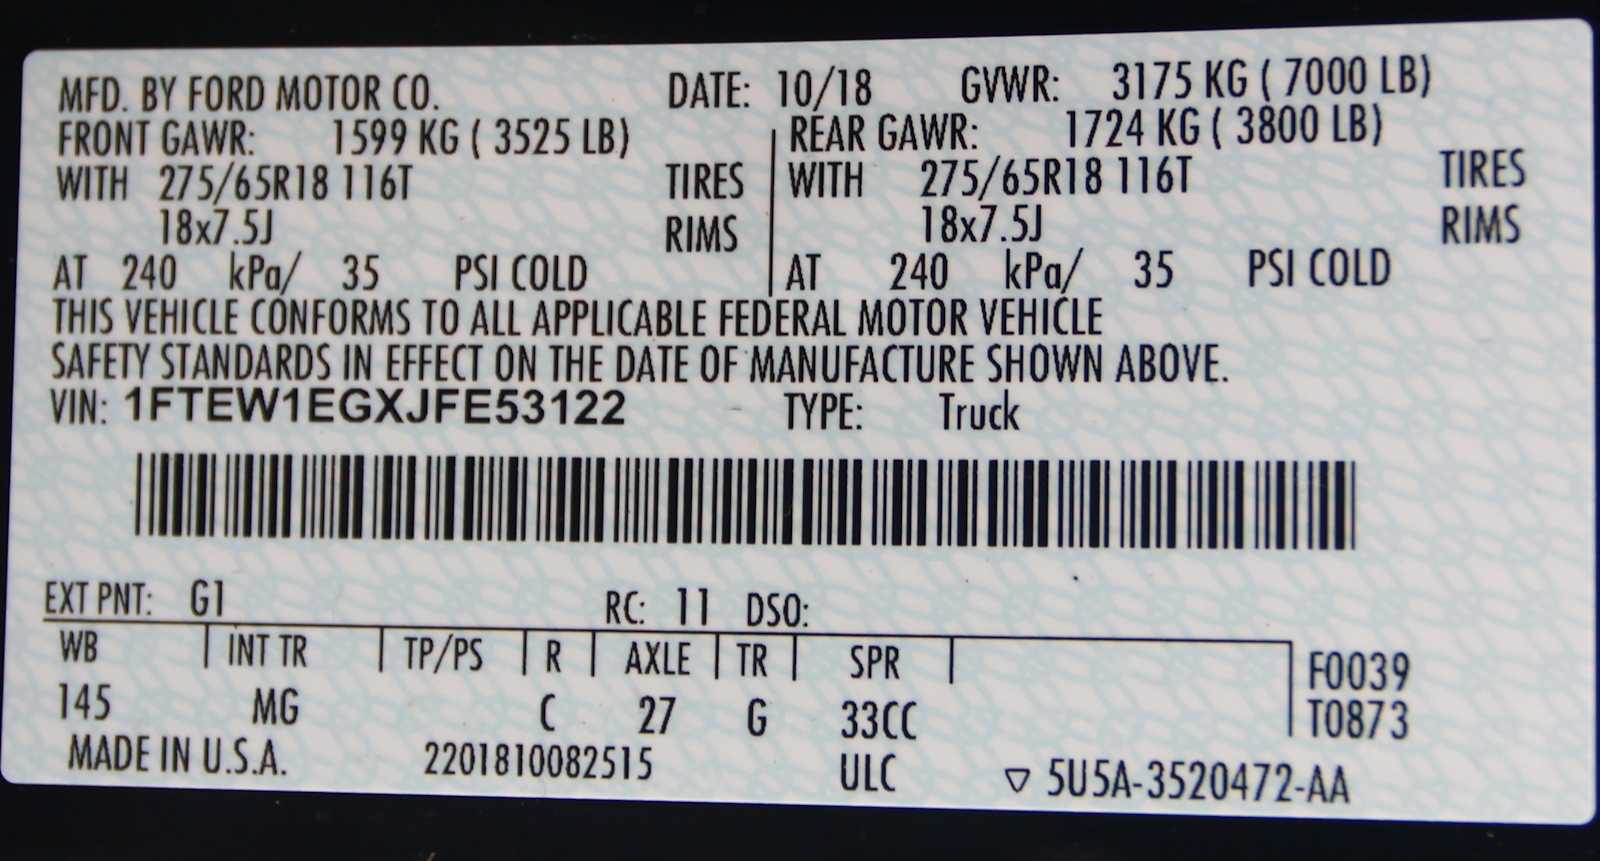 MFD. BY FORD MOTOR CO. DATE: 10/18 GVWR: 3175 KG ( 7000 LB)
FRONT GAWR: 1599 KG ( 3525 LB) REAR GAWR: 1724 KG ( 3800 LB)
WITH 275/65R18 116T TIRES WITH 275/65R18 116T TIRES
18x7.5J RIMS 18x7.5J RIMS
AT 240 kPa/ 35 PSI COLD AT 240 kPa/ 35 PSI COLD
THIS VEHICLE CONFORMS TO ALL APPLICABLE FEDERAL MOTOR VEHICLE
SAFETY STANDARDS IN EFFECT ON THE DATE OF MANUFACTURE SHOWN ABOVE.
VIN: 1FTEW1EGXJFE53122 TYPE: Truck
EXT PNT: G1 RC: 11 DSO:
WB INT TR TP/PS R AXLE TR SPR F0039
145 MG C 27 G 33CC T0873
MADE IN U.S.A. 2201810082515 ULC ▽ 5U5A-3520472-AA